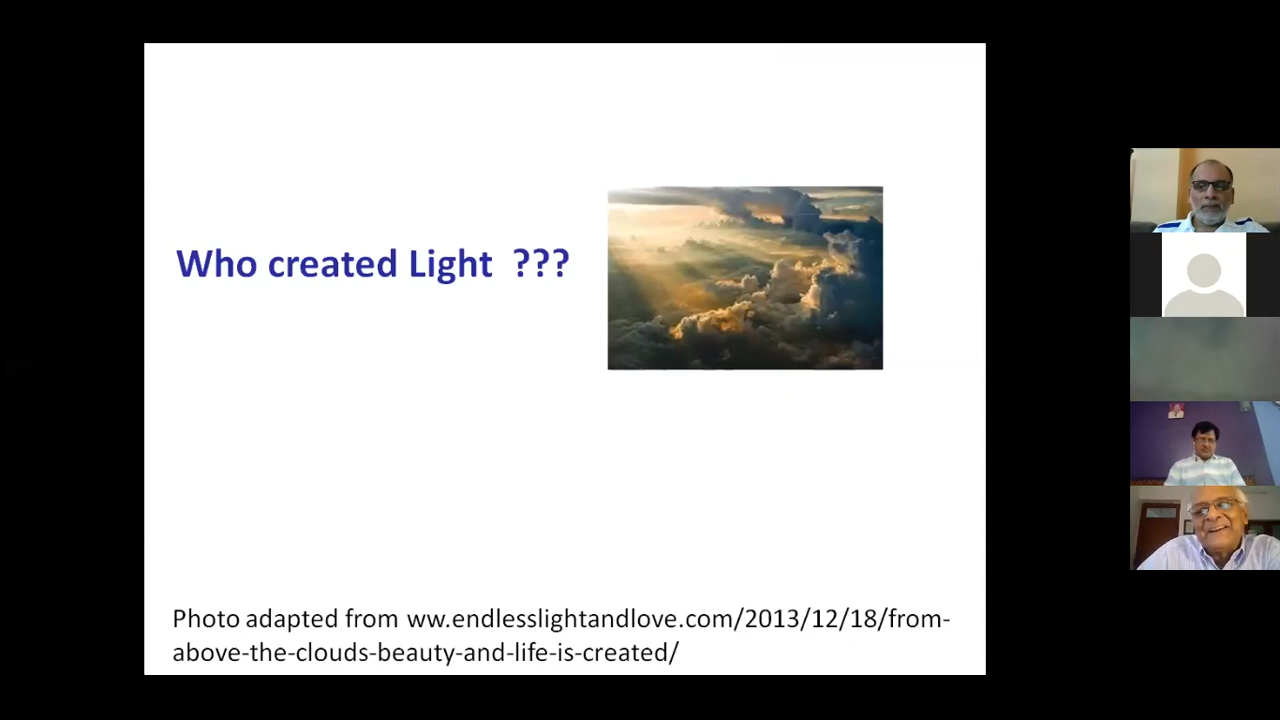 Who created Light ???
Photo adapted from ww.endlesslightandlove.com/2013/12/18/from-
above-the-clouds-beauty-and-life-is-created/